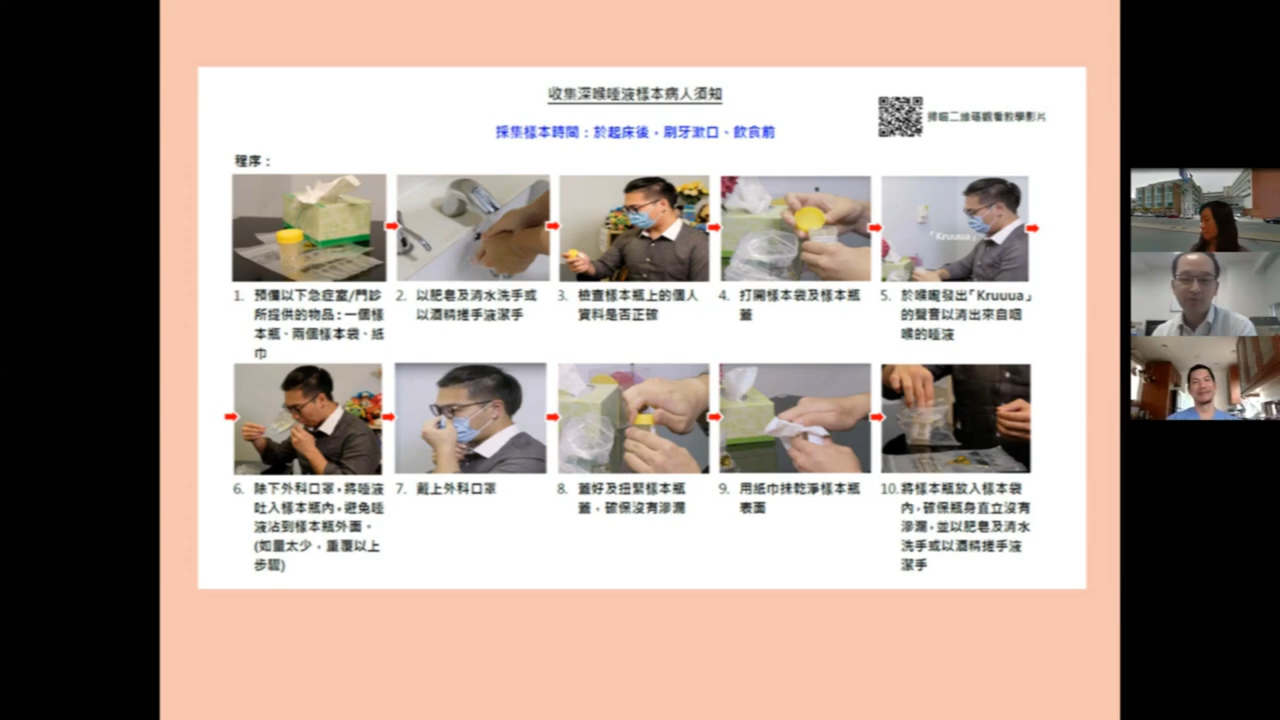 收集深喉唾液樣本病人須知
掃瞄二維碼觀看教學影片
採集樣本時間：於起床後，刷牙漱口、飲食前
程序：
「Kruuua」
1. 預備以下急症室/門診
所提供的物品：一個樣
本瓶、兩個樣本袋、紙
巾
2. 以肥皂及清水洗手或
以酒精搓手液潔手
3. 檢查樣本瓶上的個人
資料是否正確
4. 打開樣本袋及樣本瓶
蓋
5. 於喉嚨發出「Kruuua」
的聲音以清出來自咽
喉的唾液
6. 除下外科口罩，將唾液
吐入樣本瓶內，避免唾
液沾到樣本瓶外面。
(如量太少，重覆以上
步驟)
7. 戴上外科口罩
8. 蓋好及扭緊樣本瓶
蓋，確保沒有滲漏
9. 用紙巾抹乾淨樣本瓶
表面
10. 將樣本瓶放入樣本袋
內，確保瓶身直立沒有
滲漏，並以肥皂及清水
洗手或以酒精搓手液
潔手